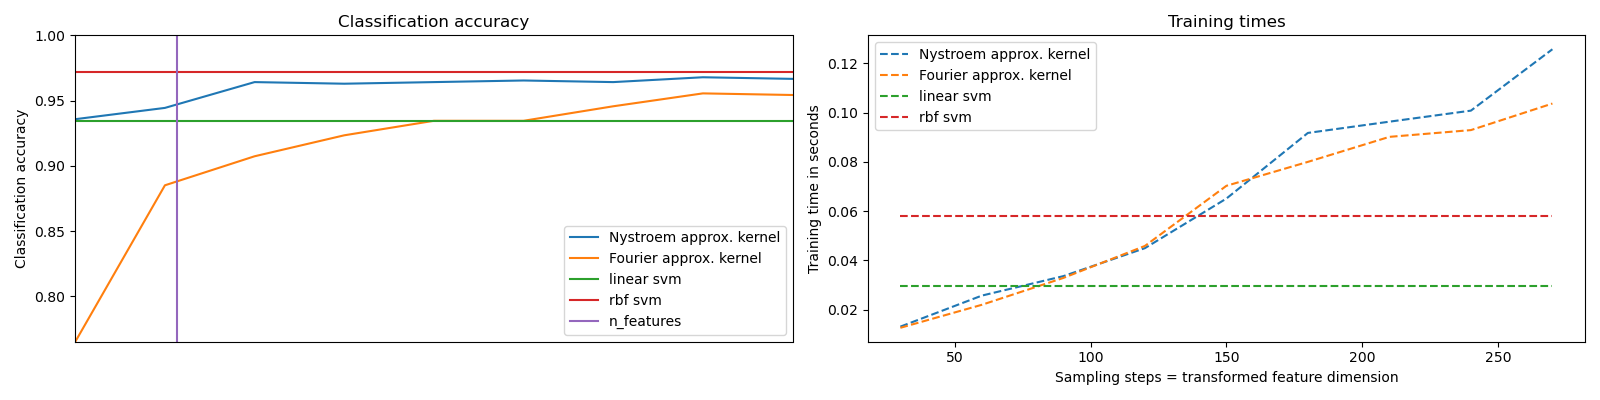 Classification accuracy
Classification accuracy
1.00
0.95
0.90
0.85
0.80
Nystroem approx. kernel
Fourier approx. kernel
linear svm
rbf svm
n_features
Training times
Training time in seconds
0.12
0.10
0.08
0.06
0.04
0.02
Nystroem approx. kernel
Fourier approx. kernel
linear svm
rbf svm
50 100 150 200 250
Sampling steps = transformed feature dimension